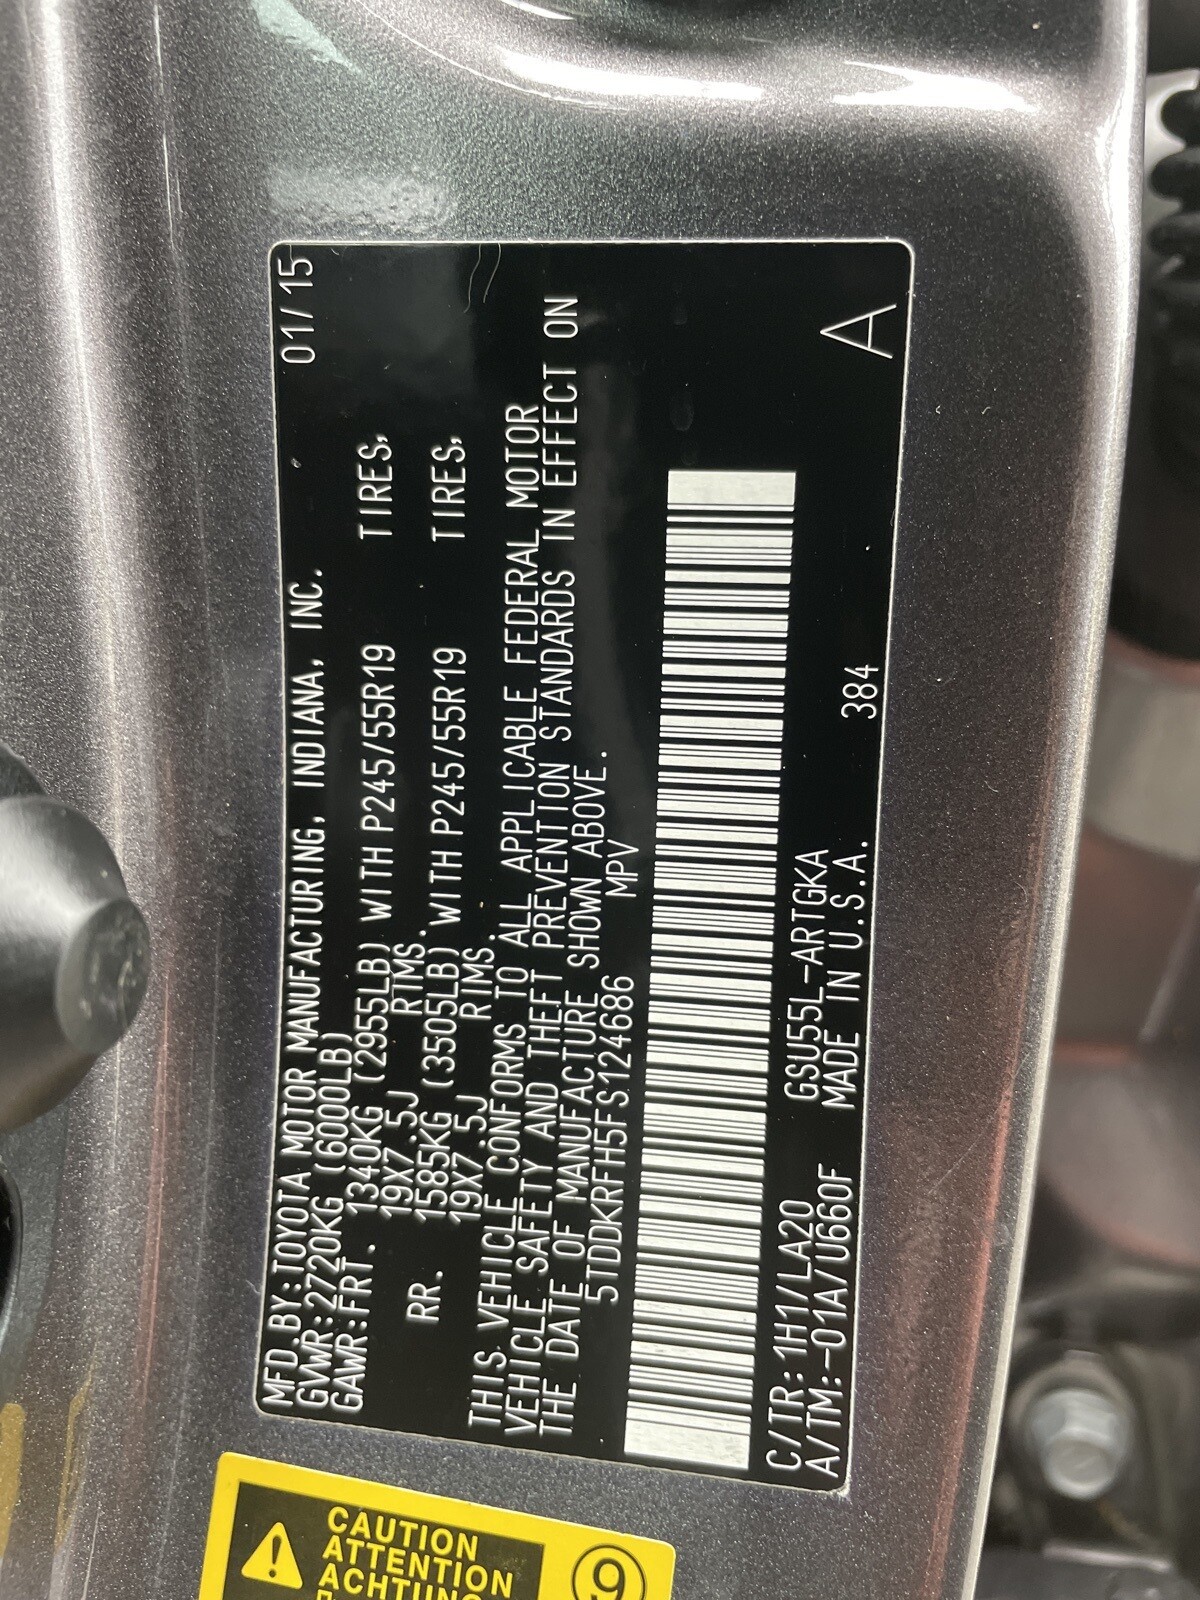 MFD.BY:TOYOTA MOTOR MANUFACTURING, INDIANA, INC. 01/15
GVWR:2720KG (6000LB)
GAWR:FRT. 1340KG (2955LB) WITH P245/55R19 TIRES,
19X7.5J RIMS.
RR. 1585KG (3505LB) WITH P245/55R19 TIRES,
19X7.5J RIMS.
THIS VEHICLE CONFORMS TO ALL APPLICABLE FEDERAL MOTOR
VEHICLE SAFETY AND THEFT PREVENTION STANDARDS IN EFFECT ON
THE DATE OF MANUFACTURE SHOWN ABOVE.
5TDDKRFH5FS124686 MPV
C/TR:1H1/LA20 GSU55L-ARTGKA
A/TM:-01A/U660F MADE IN U.S.A. 384
A
CAUTION
ATTENTION
ACHTUNG
9